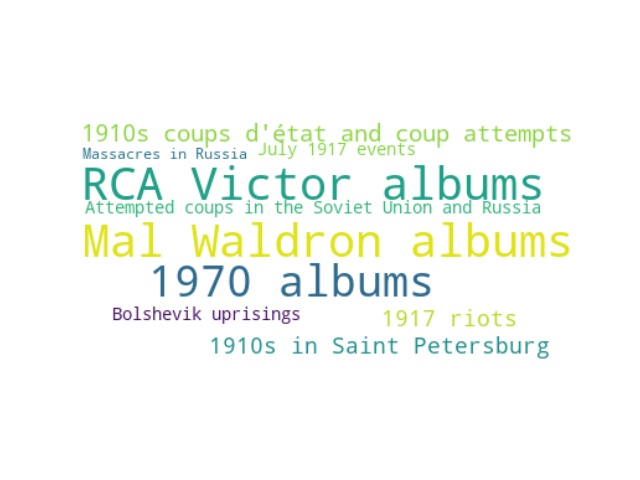 1910s coups d'état and coup attempts
Massacres in Russia
July 1917 events
RCA Victor albums
Attempted coups in the Soviet Union and Russia
Mal Waldron albums
1970 albums
Bolshevik uprisings
1917 riots
1910s in Saint Petersburg